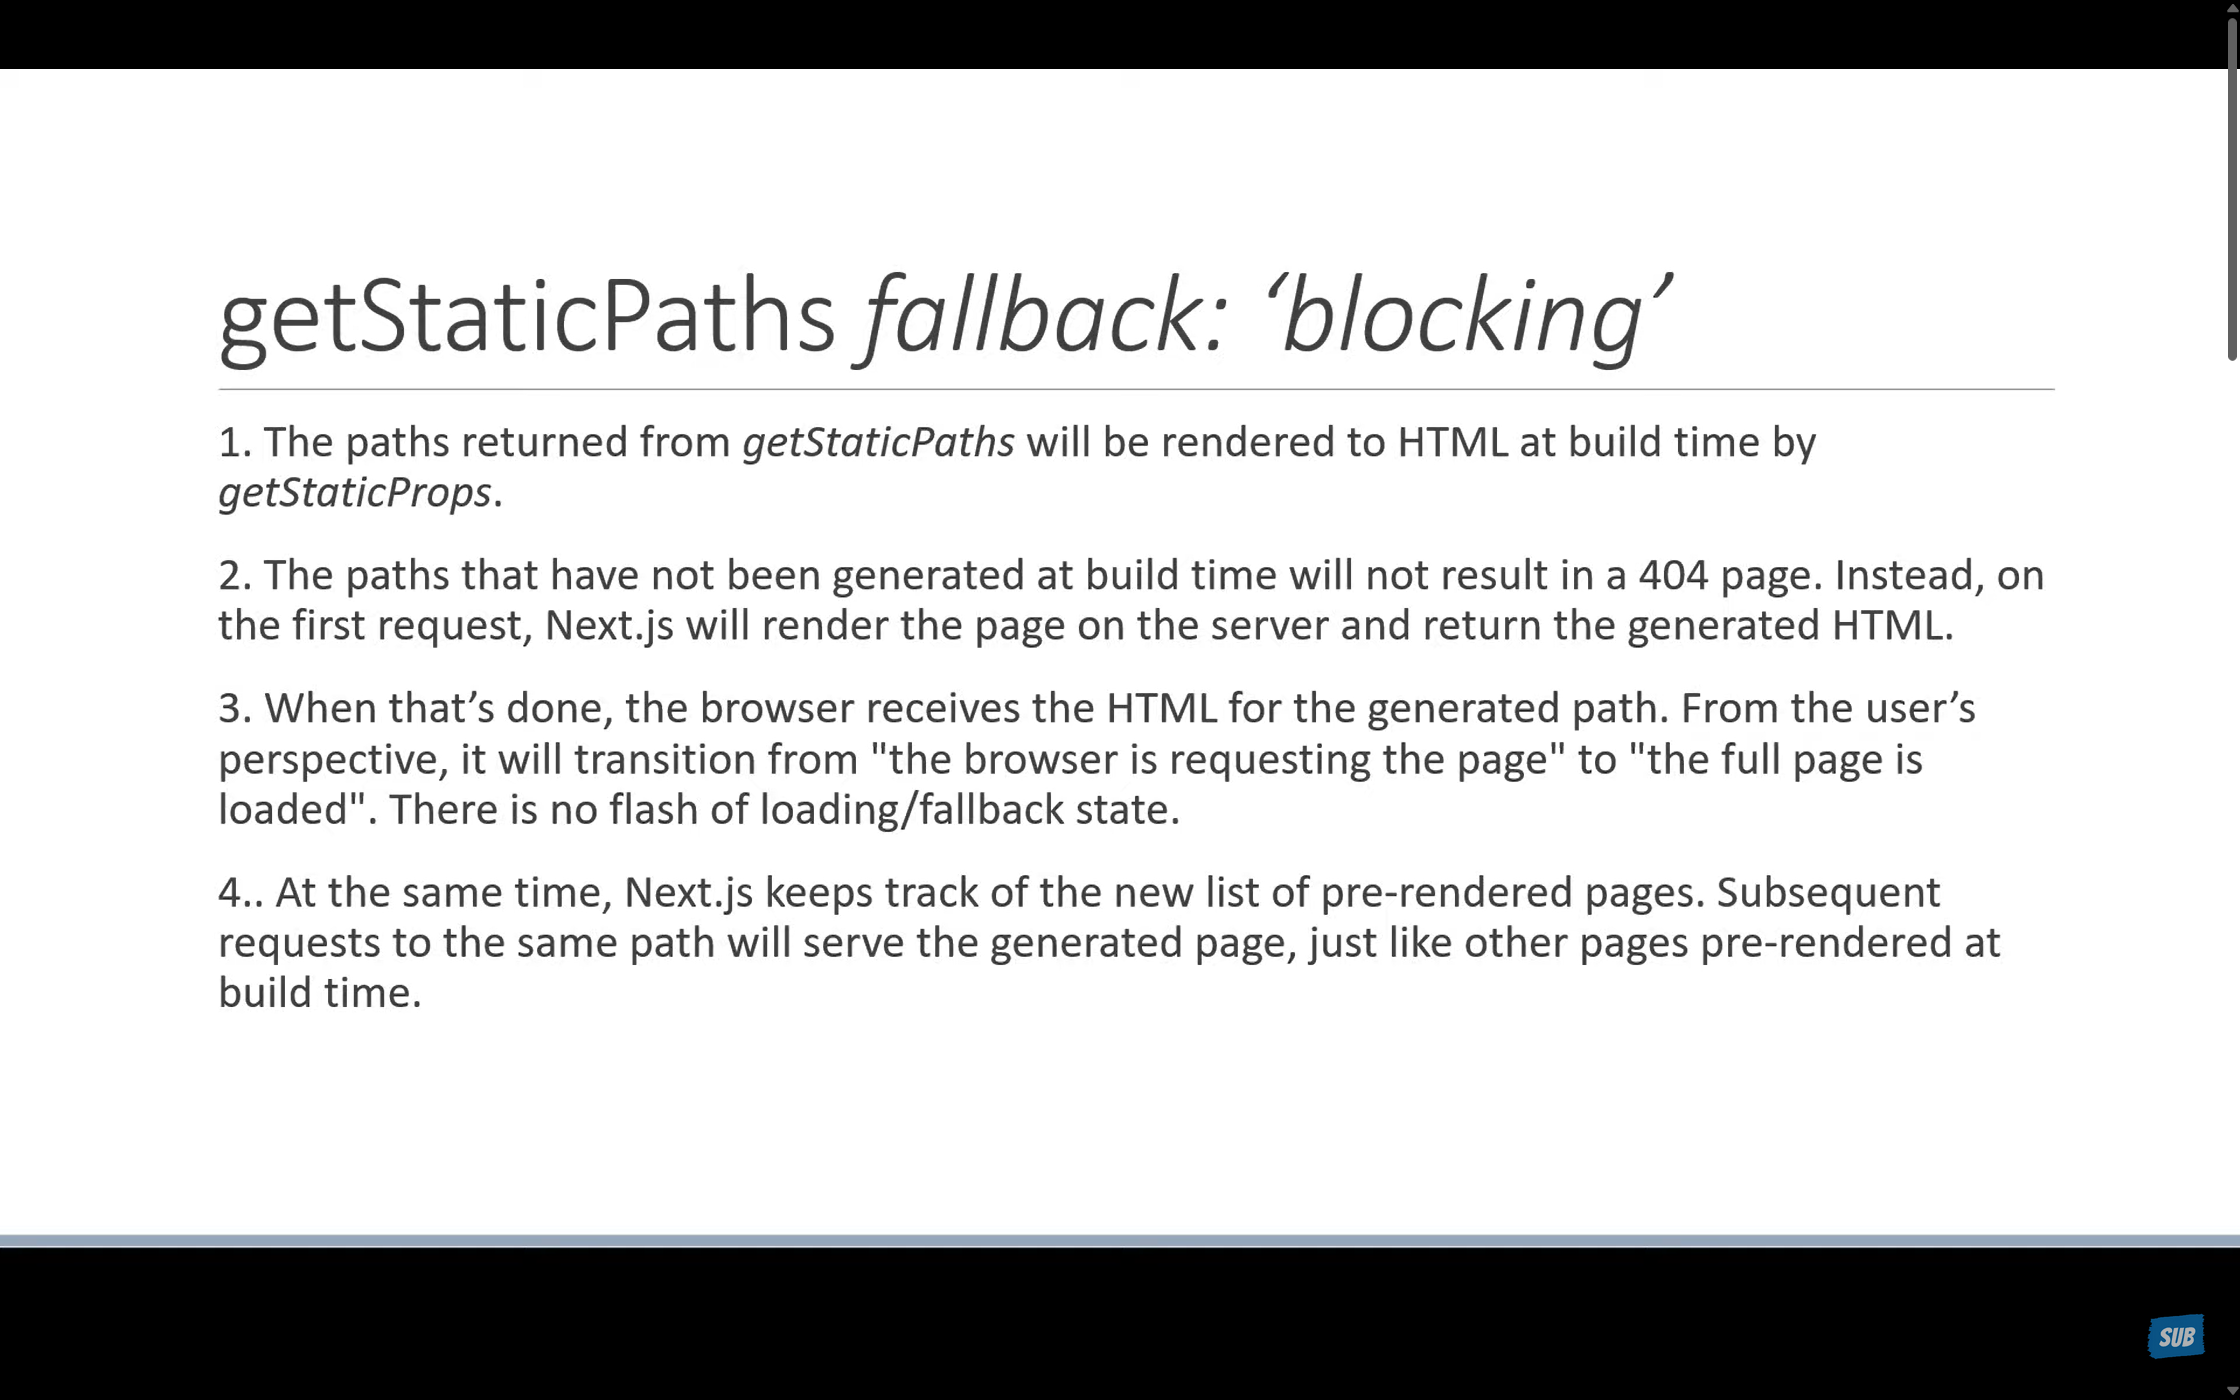 getStaticPaths fallback: ‘blocking’
1. The paths returned from getStaticPaths will be rendered to HTML at build time by
getStaticProps.
2. The paths that have not been generated at build time will not result in a 404 page. Instead, on
the first request, Next.js will render the page on the server and return the generated HTML.
3. When that’s done, the browser receives the HTML for the generated path. From the user’s
perspective, it will transition from "the browser is requesting the page" to "the full page is
loaded". There is no flash of loading/fallback state.
4.. At the same time, Next.js keeps track of the new list of pre-rendered pages. Subsequent
requests to the same path will serve the generated page, just like other pages pre-rendered at
build time.
SUB